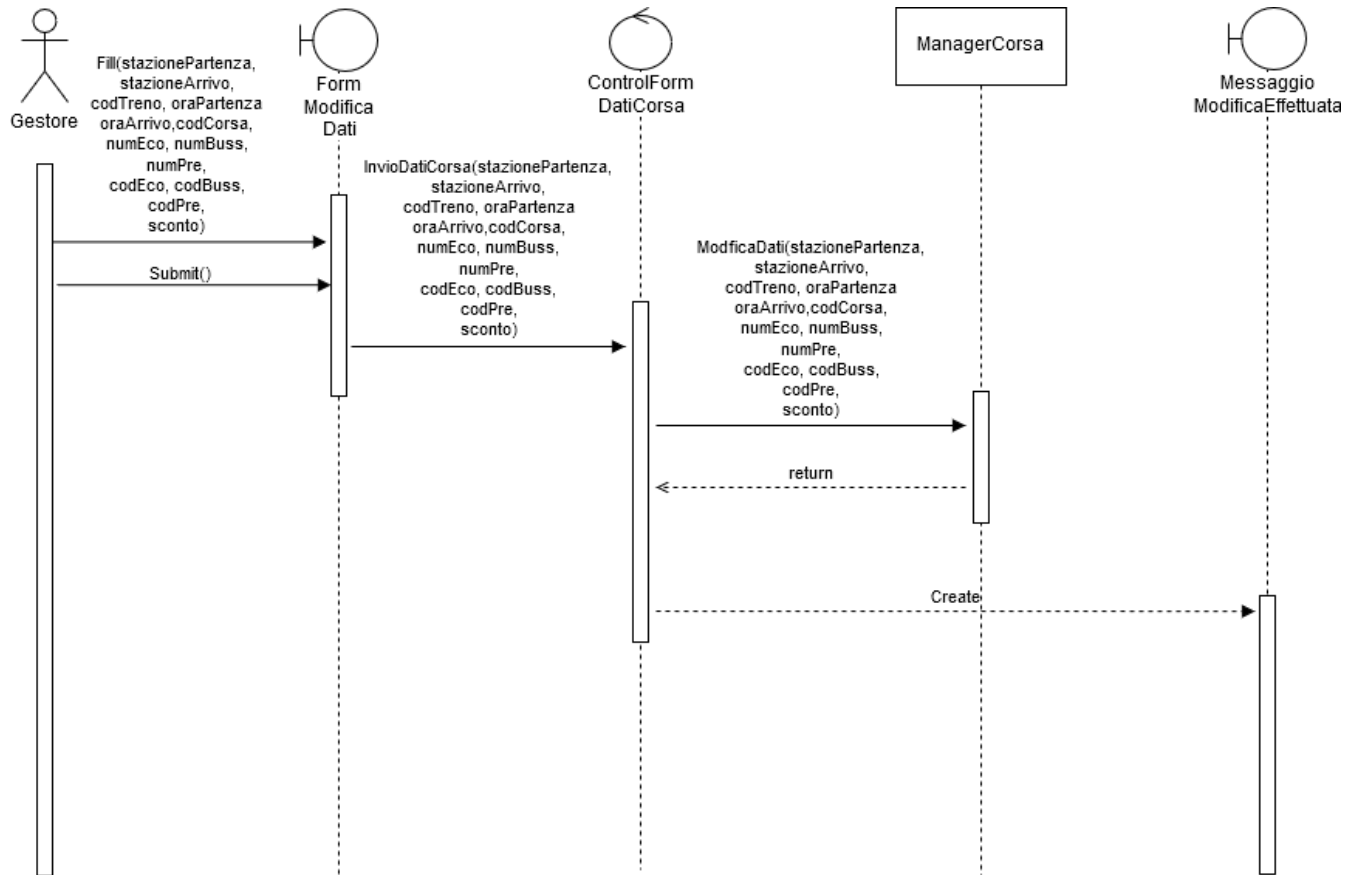 Gestore
Form
Modifica
Dati
ControlForm
DatiCorsa
ManagerCorsa
Messaggio
ModificaEffettuata
Fill(stazionePartenza,
stazioneArrivo,
codTreno, oraPartenza
oraArrivo,codCorsa,
numEco, numBuss,
numPre,
codEco, codBuss,
codPre,
sconto)
Submit()
InvioDatiCorsa(stazionePartenza,
stazioneArrivo,
codTreno, oraPartenza
oraArrivo,codCorsa,
numEco, numBuss,
numPre,
codEco, codBuss,
codPre,
sconto)
ModficaDati(stazionePartenza,
stazioneArrivo,
codTreno, oraPartenza
oraArrivo,codCorsa,
numEco, numBuss,
numPre,
codEco, codBuss,
codPre,
sconto)
return
Create